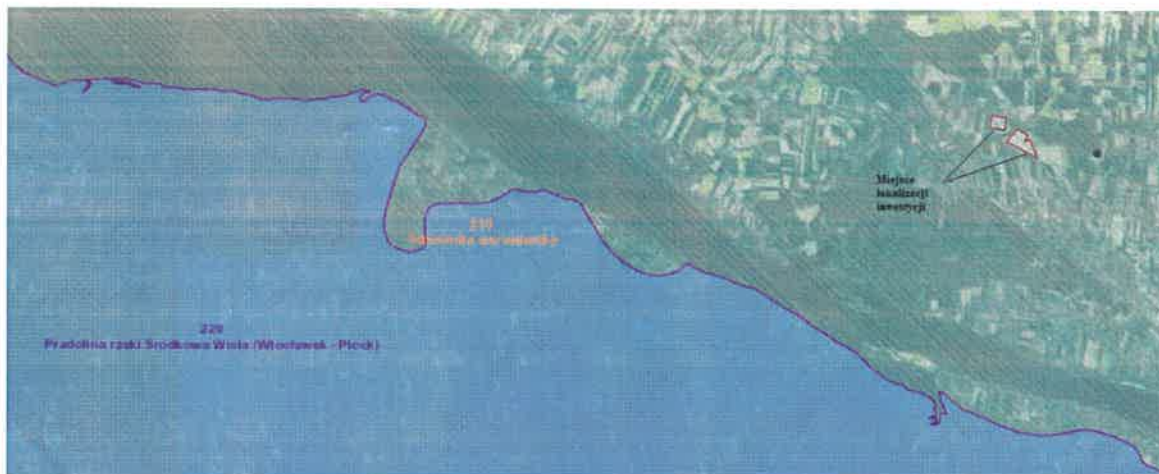 Miejsce
lokalizacji
inwestycji
220
Pradolina rzeki Środkowa Wisła (Włocławek - Płock)